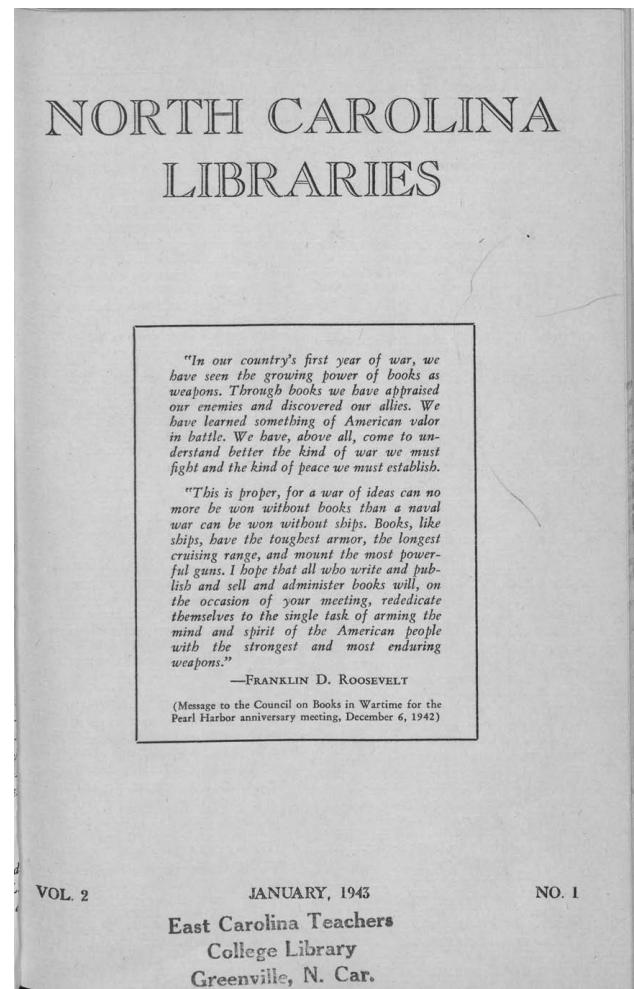 NORTH CAROLINA
LIBRARIES
"In our country's first year of war, we
have seen the growing power of books as
weapons. Through books we have appraised
our enemies and discovered our allies. We
have learned something of American valor
in battle. We have, above all, come to un-
derstand better the kind of war we must
fight and the kind of peace we must establish.
"This is proper, for a war of ideas can no
more be won without books than a naval
war can be won without ships. Books, like
ships, have the toughest armor, the longest
cruising range, and mount the most power-
ful guns. I hope that all who write and pub-
lish and sell and administer books will, on
the occasion of your meeting, rededicate
themselves to the single task of arming the
mind and spirit of the American people
with the strongest and most enduring
weapons."
—FRANKLIN D. ROOSEVELT
(Message to the Council on Books in Wartime for the
Pearl Harbor anniversary meeting, December 6, 1942)
VOL. 2 JANUARY, 1943 NO. 1
East Carolina Teachers
College Library
Greenville, N. Car.